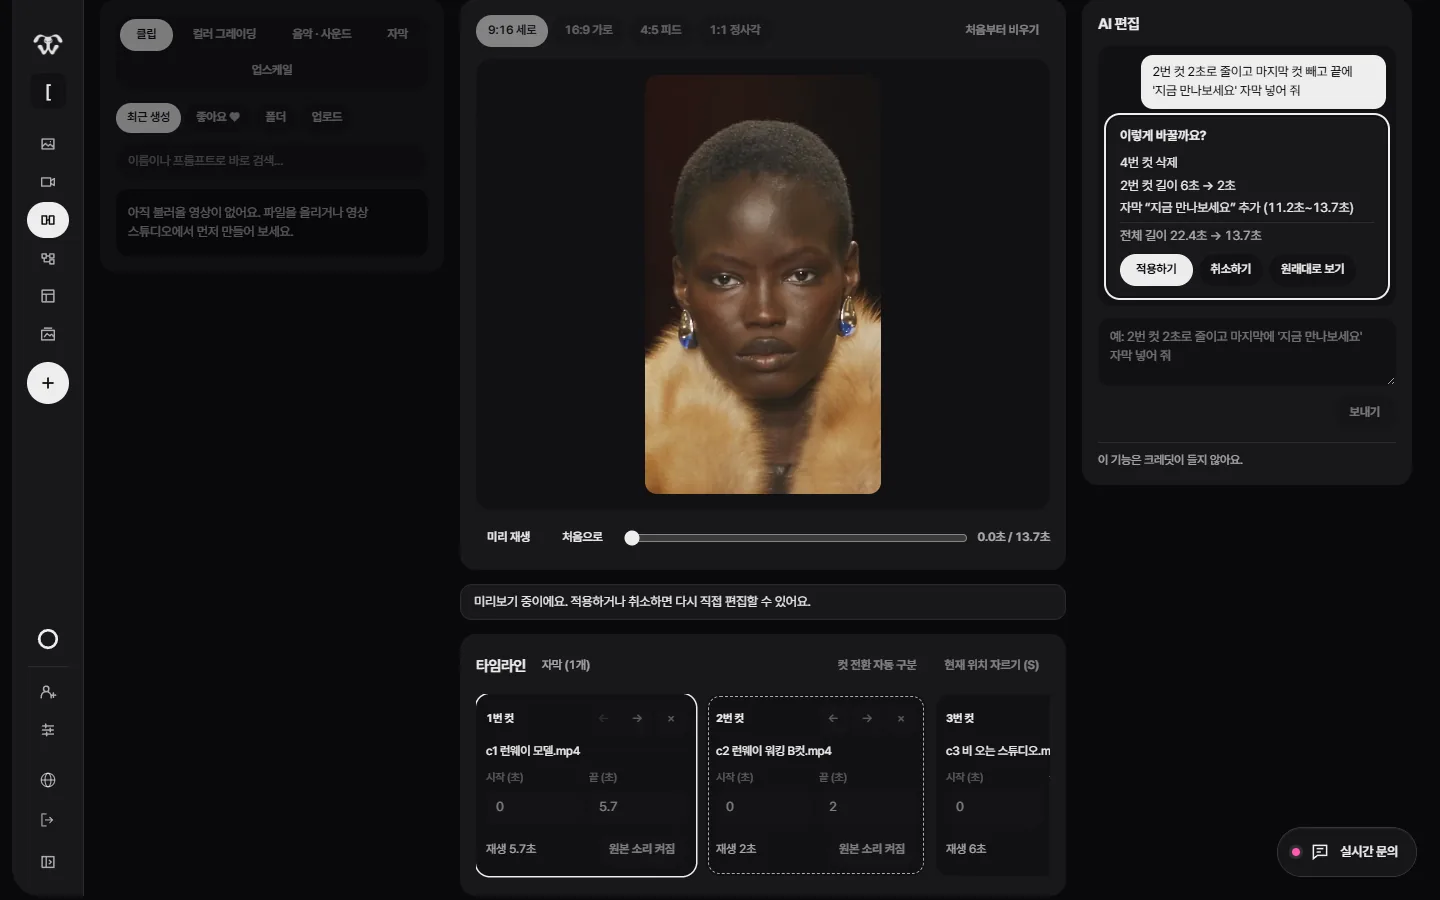 [
클립
컬러 그레이딩
음악 · 사운드
자막
업스케일
최근 생성
좋아요 ♥
폴더
업로드
이름이나 프롬프트로 바로 검색...
아직 불러올 영상이 없어요. 파일을 올리거나 영상
스튜디오에서 먼저 만들어 보세요.
9:16 세로
16:9 가로
4:5 피드
1:1 정사각
처음부터 비우기
미리 재생
처음으로
0.0초 / 13.7초
미리보기 중이에요. 적용하거나 취소하면 다시 직접 편집할 수 있어요.
타임라인
자막 (1개)
컷 전환 자동 구분
현재 위치 자르기 (S)
1번 컷
← → ×
c1 런웨이 모델.mp4
시작 (초)
끝 (초)
0
5.7
재생 5.7초
원본 소리 켜짐
2번 컷
← → ×
c2 런웨이 워킹 B컷.mp4
시작 (초)
끝 (초)
0
2
재생 2초
원본 소리 켜짐
3번 컷
c3 비 오는 스튜디오.m
시작 (초)
0
재생 6초
AI 편집
2번 컷 2초로 줄이고 마지막 컷 빼고 끝에
'지금 만나보세요' 자막 넣어 줘
이렇게 바꿀까요?
4번 컷 삭제
2번 컷 길이 6초 → 2초
자막 “지금 만나보세요” 추가 (11.2초~13.7초)
전체 길이 22.4초 → 13.7초
적용하기
취소하기
원래대로 보기
예: 2번 컷 2초로 줄이고 마지막에 '지금 만나보세요'
자막 넣어 줘
보내기
이 기능은 크레딧이 들지 않아요.
실시간 문의